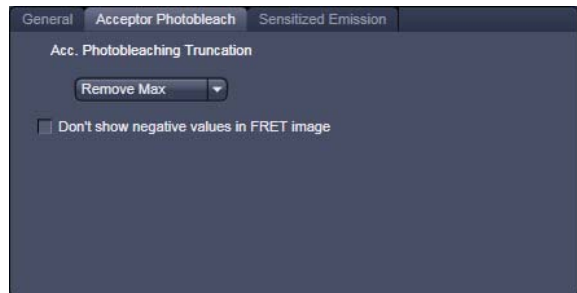 General Acceptor Photobleach Sensitized Emission
Acc. Photobleaching Truncation
Remove Max
Don't show negative values in FRET image